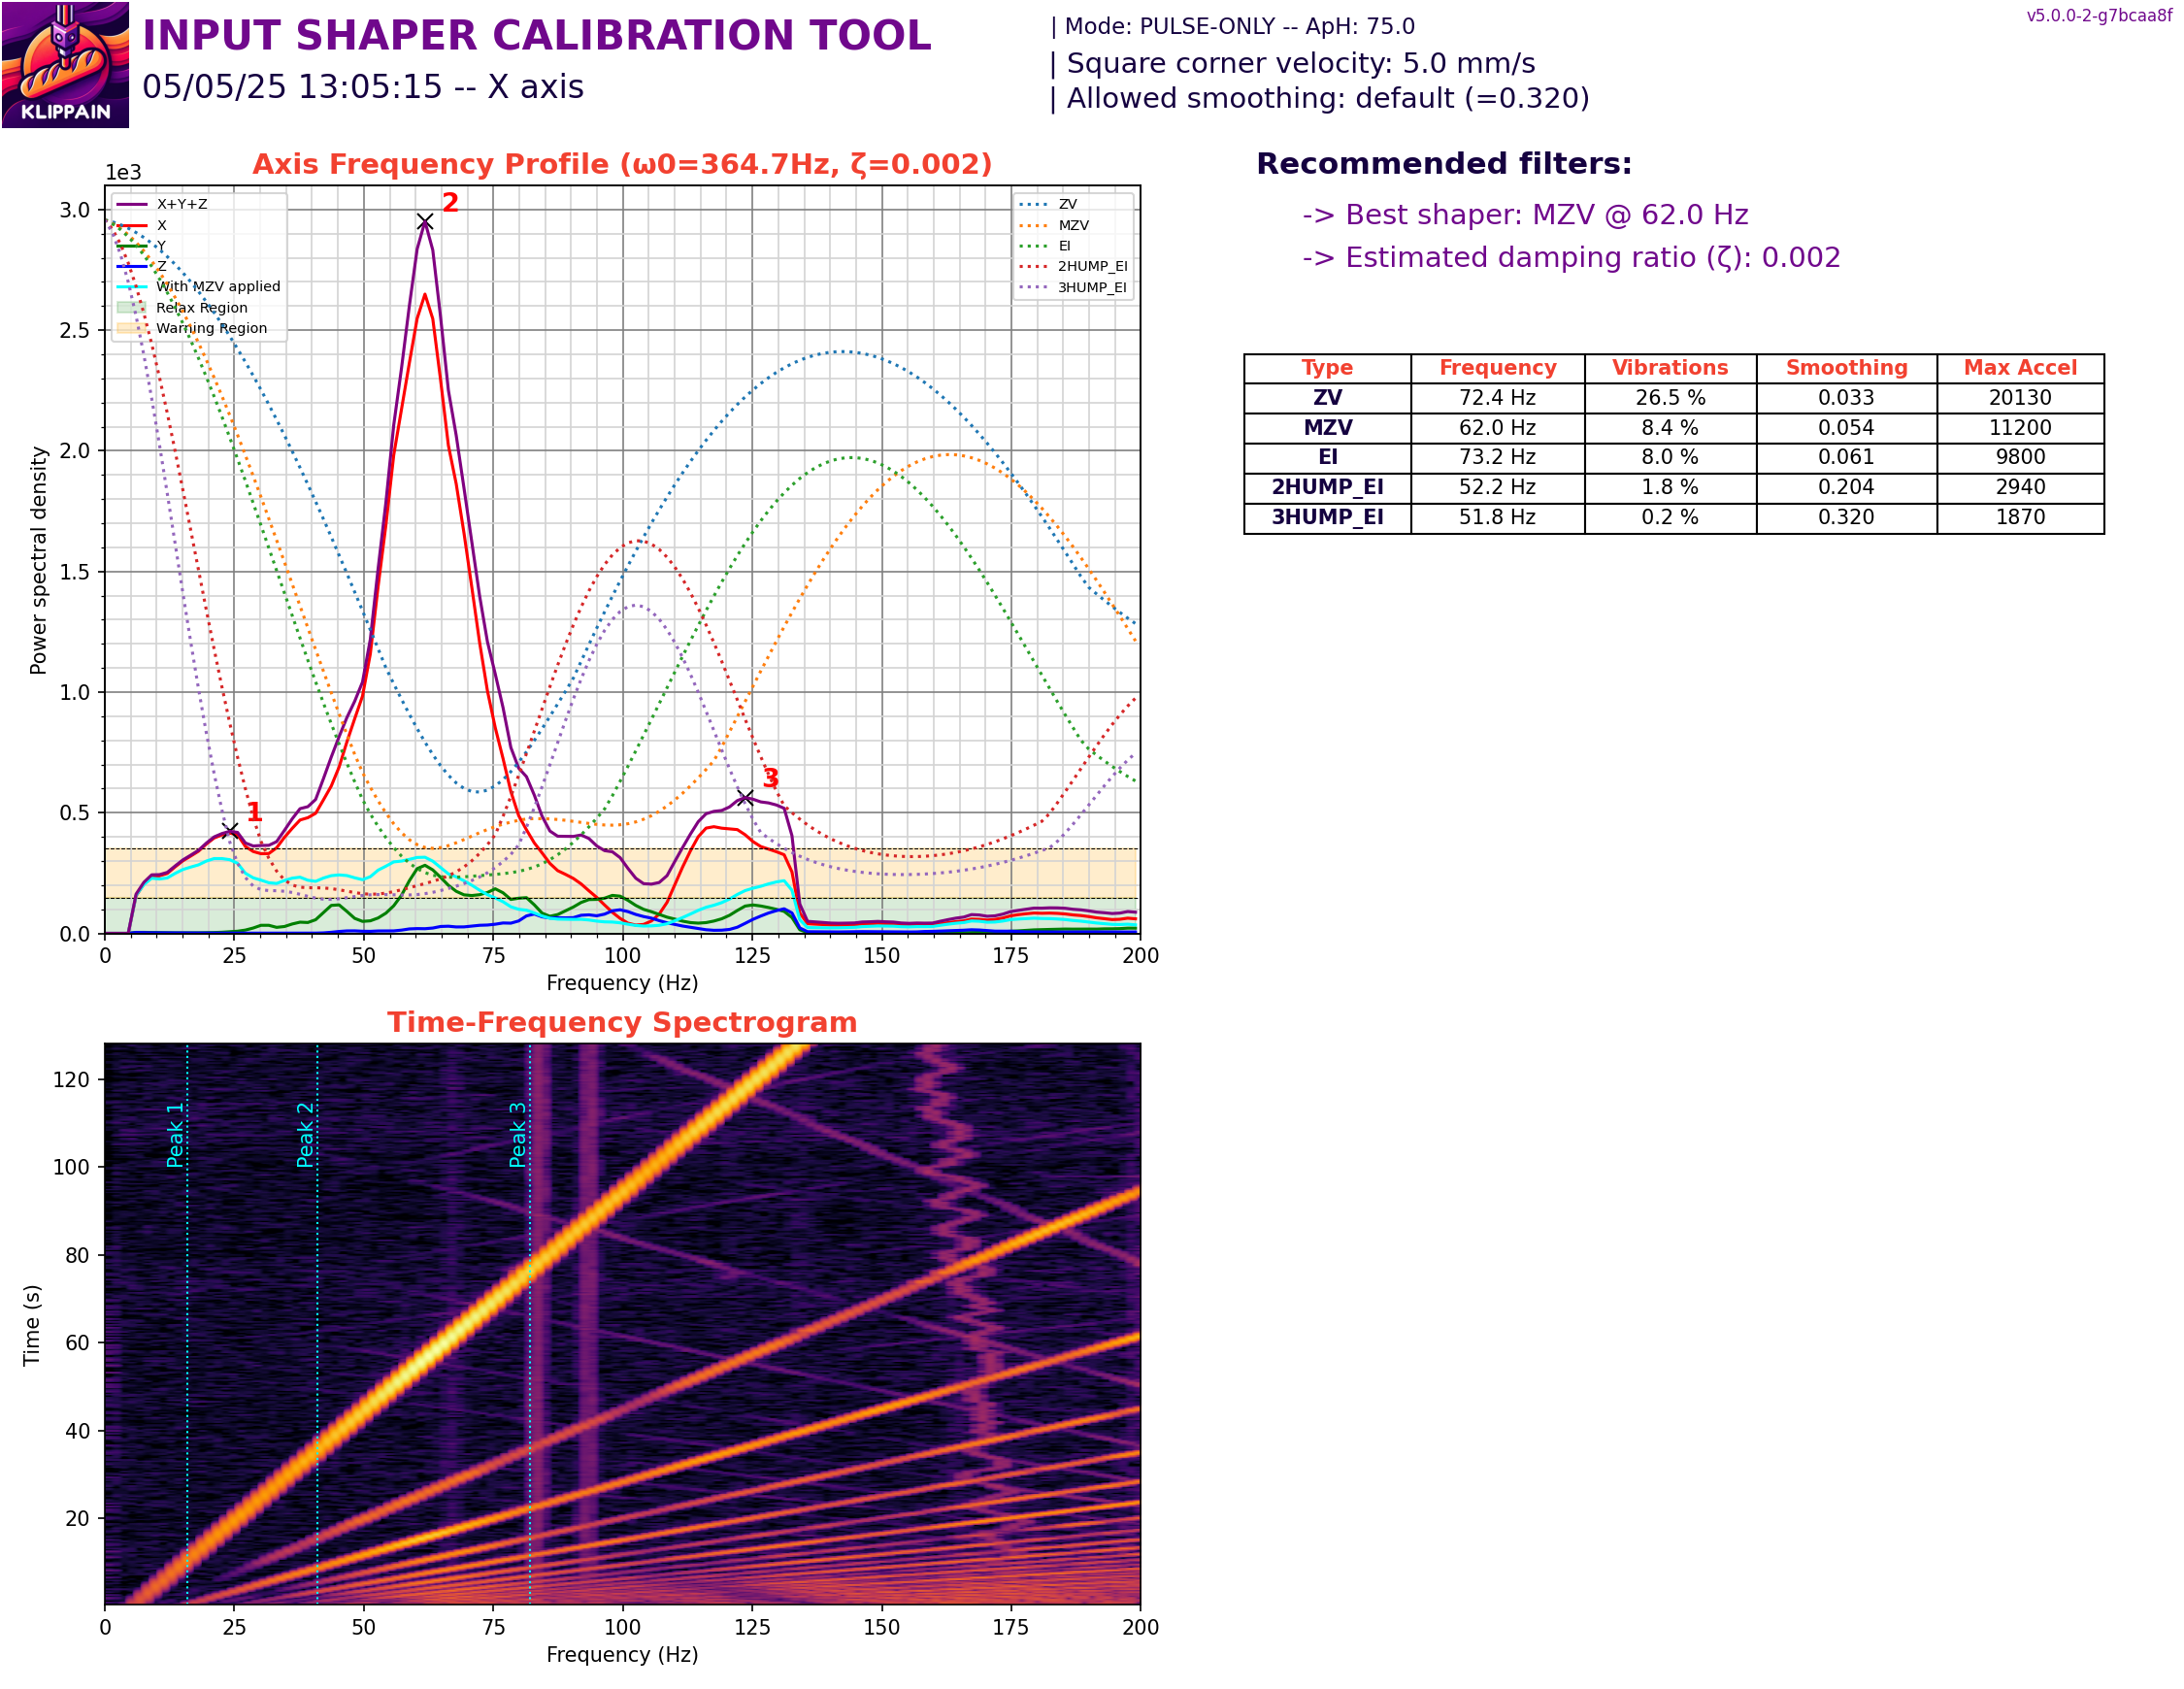 KLIPPAIN
INPUT SHAPER CALIBRATION TOOL
05/05/25 13:05:15 -- X axis
| Mode: PULSE-ONLY -- ApH: 75.0
| Square corner velocity: 5.0 mm/s
| Allowed smoothing: default (=0.320)
v5.0.0-2-g7bcaa8f
Axis Frequency Profile (ω0=364.7Hz, ζ=0.002)
1e3
Power spectral density
3.0
2.5
2.0
1.5
1.0
0.5
0.0
X+Y+Z
X
Y
Z
With MZV applied
Relax Region
Warning Region
ZV
MZV
EI
2HUMP_EI
3HUMP_EI
1
2
3
0 25 50 75 100 125 150 175 200
Frequency (Hz)
Recommended filters:
-> Best shaper: MZV @ 62.0 Hz
-> Estimated damping ratio (ζ): 0.002
Type Frequency Vibrations Smoothing Max Accel
ZV 72.4 Hz 26.5 % 0.033 20130
MZV 62.0 Hz 8.4 % 0.054 11200
EI 73.2 Hz 8.0 % 0.061 9800
2HUMP_EI 52.2 Hz 1.8 % 0.204 2940
3HUMP_EI 51.8 Hz 0.2 % 0.320 1870
Time-Frequency Spectrogram
Time (s)
120
100
80
60
40
20
Peak 1
Peak 2
Peak 3
0 25 50 75 100 125 150 175 200
Frequency (Hz)